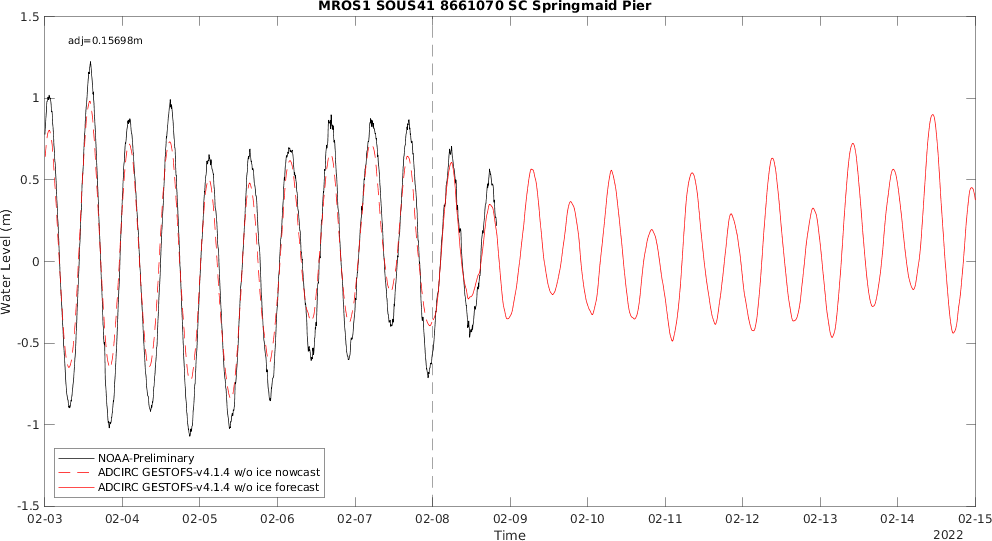 MROS1 SOUS41 8661070 SC Springmaid Pier
adj=0.15698m
1.5
1
0.5
0
-0.5
-1
-1.5
Water Level (m)
NOAA-Preliminary
ADCIRC GESTOFS-v4.1.4 w/o ice nowcast
ADCIRC GESTOFS-v4.1.4 w/o ice forecast
02-03 02-04 02-05 02-06 02-07 02-08 02-09 02-10 02-11 02-12 02-13 02-14 02-15
Time
2022